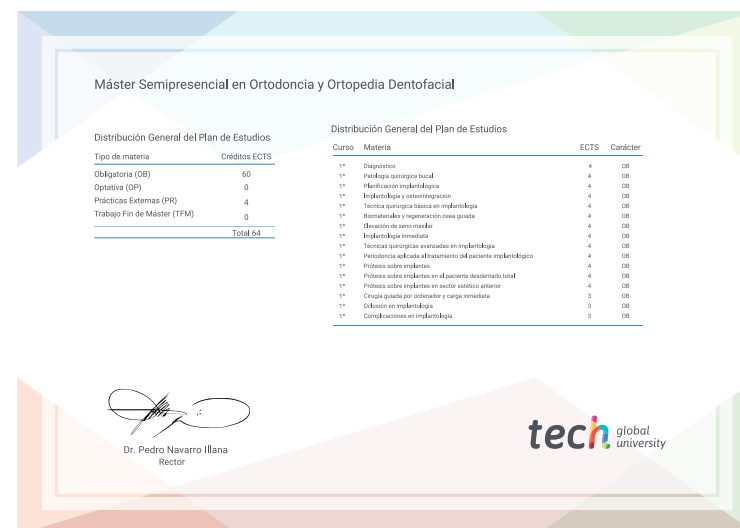 Máster Semipresencial en Ortodoncia y Ortopedia Dentofacial
Distribución General del Plan de Estudios
Tipo de materia Créditos ECTS
Obligatoria (OB) 60
Optativa (OP) 0
Prácticas Externas (PR) 4
Trabajo Fin de Máster (TFM) 0
Total 64
Distribución General del Plan de Estudios
Curso Materia ECTS Carácter
1º Diagnóstico 4 OB
1º Patología quirúrgica bucal 4 OB
1º Planificación implantológica 4 OB
1º Implantología y osteointegración 4 OB
1º Técnica quirúrgica básica en implantología 4 OB
1º Biomateriales y regeneración ósea guiada 4 OB
1º Elevación de seno maxilar 4 OB
1º Implantología inmediata 4 OB
1º Técnicas quirúrgicas avanzadas en implantología 4 OB
1º Periodoncia aplicada al tratamiento del paciente implantológico 4 OB
1º Prótesis sobre implantes 4 OB
1º Prótesis sobre implantes en el paciente desdentado total 4 OB
1º Prótesis sobre implantes en sector estético anterior 4 OB
1º Cirugía guiada por ordenador y carga inmediata 3 OB
1º Oclusión en implantología 3 OB
1º Complicaciones en implantología 3 OB
Dr. Pedro Navarro Illana
Rector
tech global
university